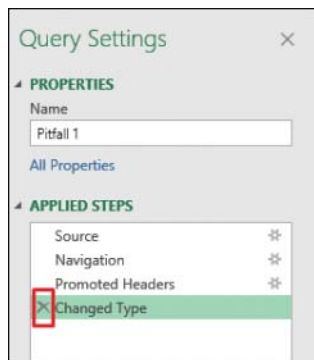 Query Settings
PROPERTIES
Name
Pitfall 1
All Properties
APPLIED STEPS
Source
Navigation
Promoted Headers
Changed Type